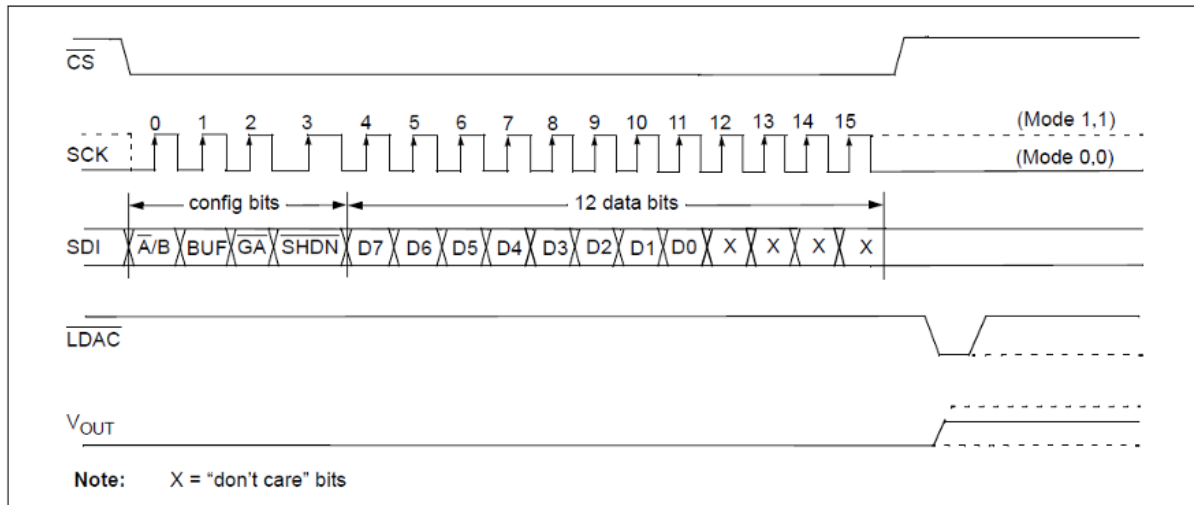 CS
0 1 2 3 4 5 6 7 8 9 10 11 12 13 14 15
(Mode 1,1)
SCK
(Mode 0,0)
config bits
12 data bits
SDI
A/B BUF GA SHDN D7 D6 D5 D4 D3 D2 D1 D0 X X X X
LDAC
VOUT
Note: X = "don't care" bits